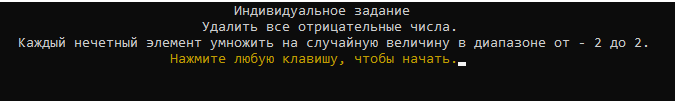 Индивидуальное задание
Удалить все отрицательные числа.
Каждый нечетный элемент умножить на случайную величину в диапазоне от - 2 до 2.
Нажмите любую клавишу, чтобы начать.